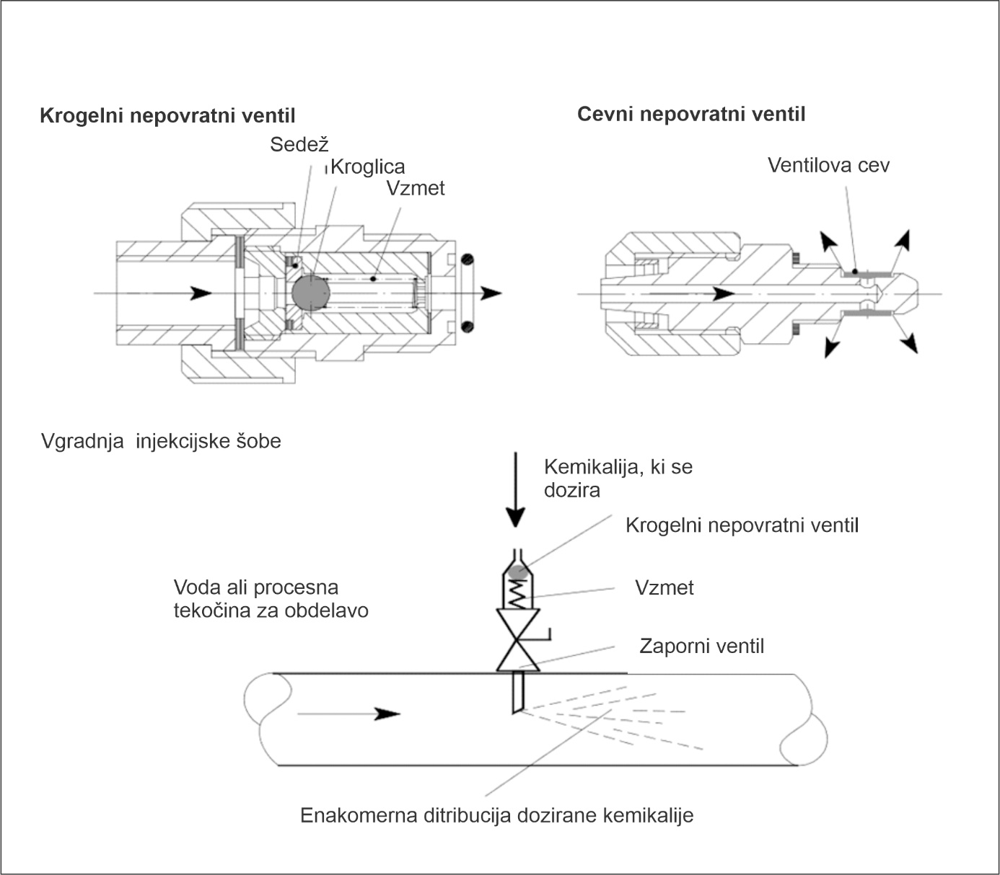 Krogelni nepovratni ventil
Sedež
Kroglica
Vzmet
Cevni nepovratni ventil
Ventilova cev
Vgradnja injekcijske šobe
Kemikalija, ki se
dozira
Krogelni nepovratni ventil
Vzmet
Zaporni ventil
Voda ali procesna
tekočina za obdelavo
Enakomerna ditribucija dozirane kemikalije